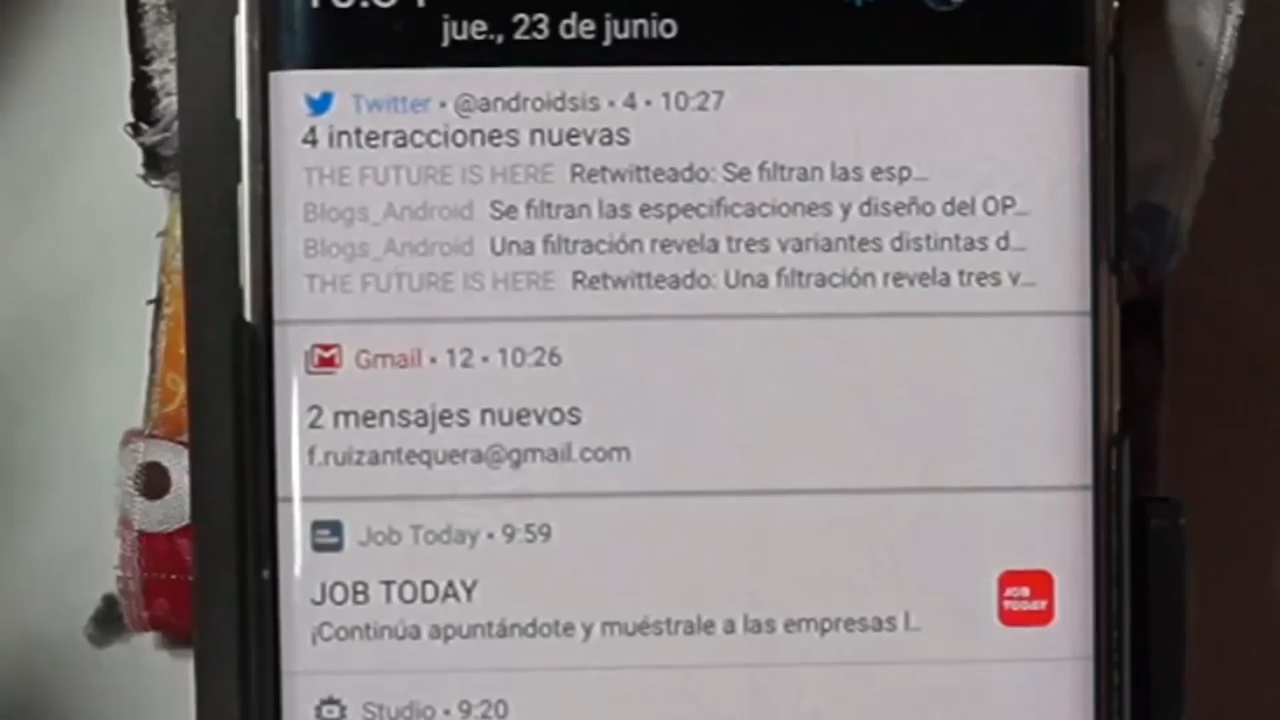 jue., 23 de junio
Twitter • @androidsis • 4 • 10:27
4 interacciones nuevas
THE FUTURE IS HERE Retwitteado: Se filtran las esp...
Blogs_Android Se filtran las especificaciones y diseño del OP...
Blogs_Android Una filtración revela tres variantes distintas d...
THE FUTURE IS HERE Retwitteado: Una filtración revela tres v...
Gmail • 12 • 10:26
2 mensajes nuevos
f.ruizantequera@gmail.com
Job Today • 9:59
JOB TODAY
¡Continúa apuntándote y muéstrale a las empresas l...
JOB
TODAY
Studio • 9:20